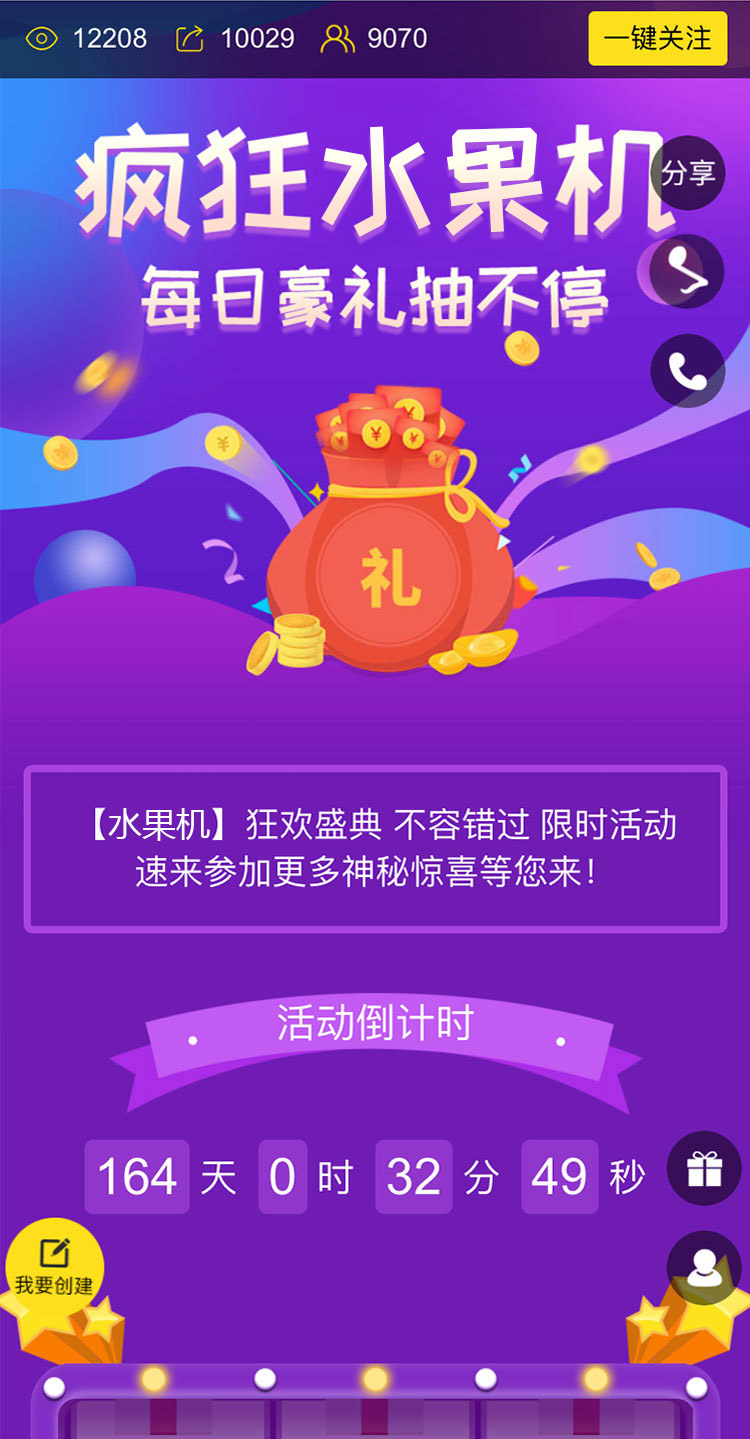 12208 10029 9070 一键关注
疯狂水果机
分享
每日豪礼抽不停
礼
【水果机】狂欢盛典 不容错过 限时活动
速来参加更多神秘惊喜等您来！
活动倒计时
164 天 0 时 32 分 49 秒
我要创建